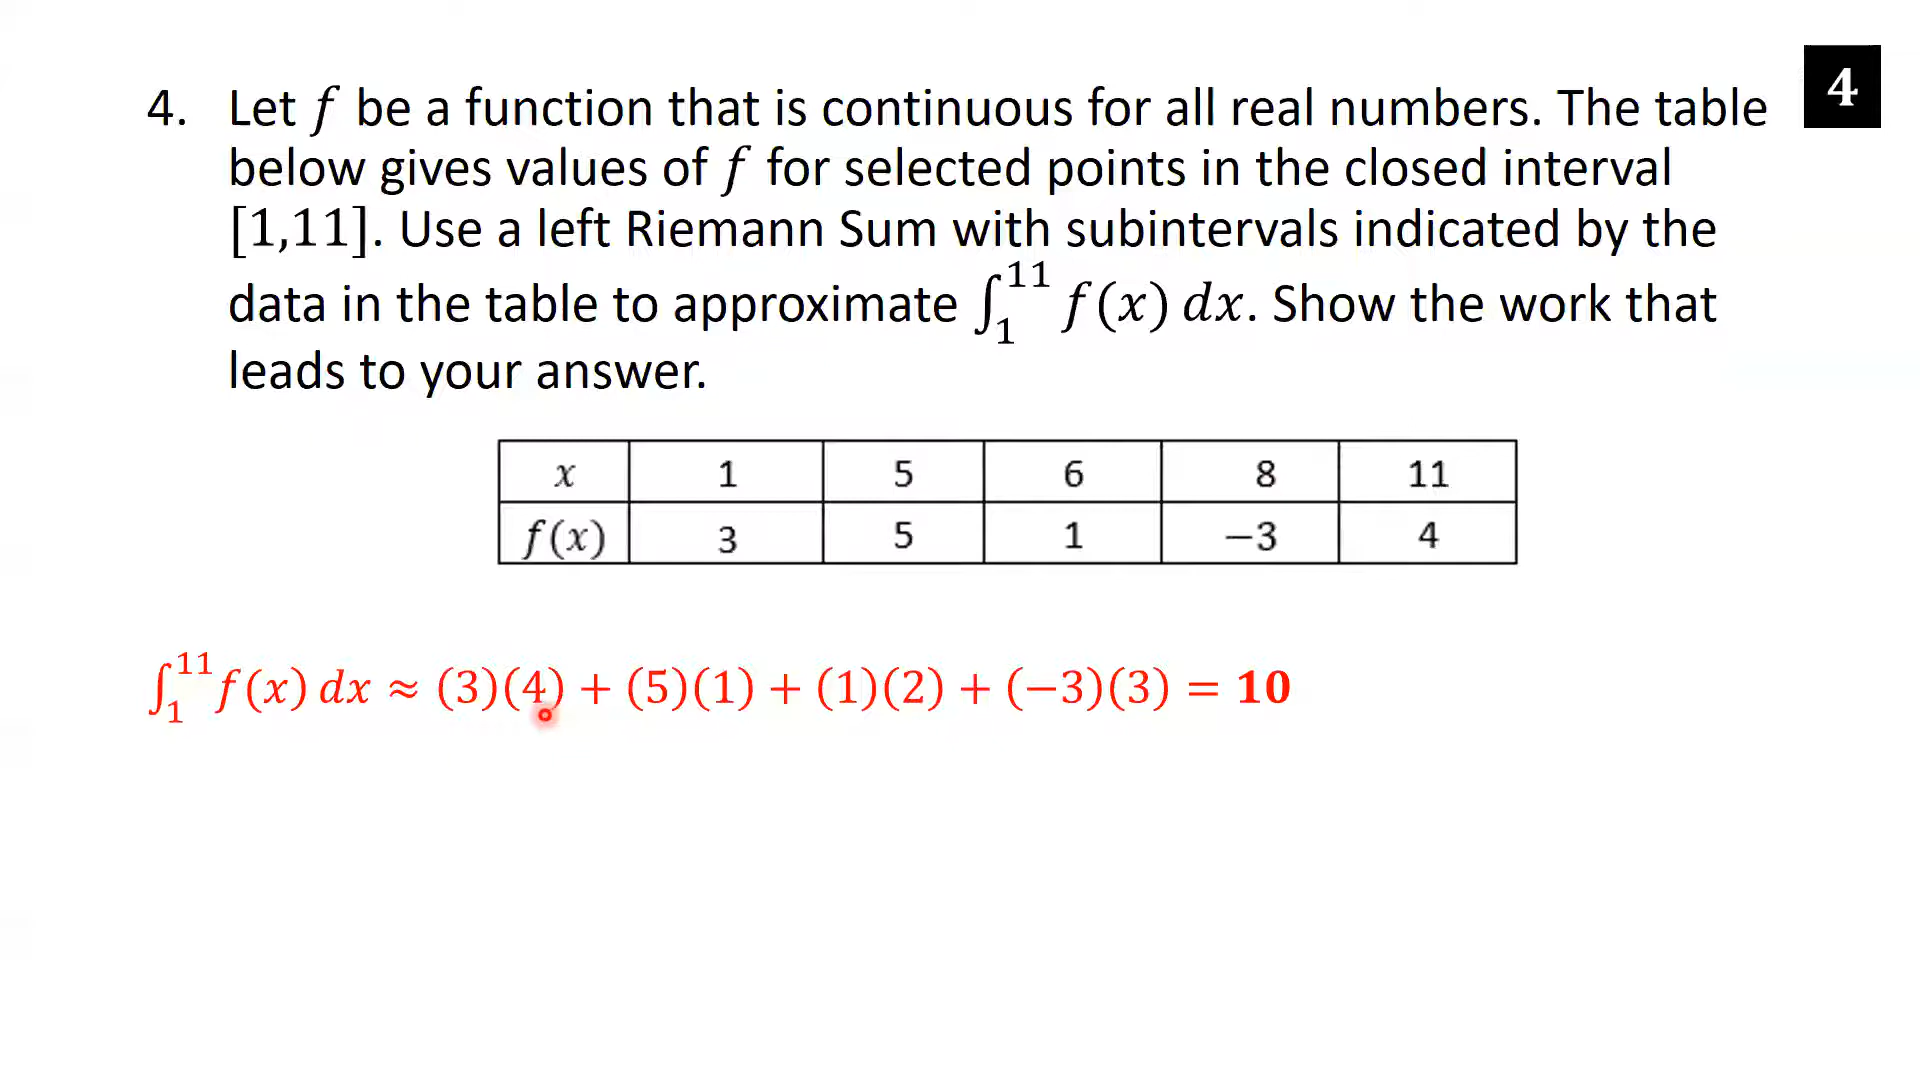 4
4. Let f be a function that is continuous for all real numbers. The table
below gives values of f for selected points in the closed interval
[1,11]. Use a left Riemann Sum with subintervals indicated by the
data in the table to approximate ∫₁¹¹ f(x) dx. Show the work that
leads to your answer.
x 1 5 6 8 11
f(x) 3 5 1 −3 4
∫₁¹¹ f(x) dx ≈ (3)(4) + (5)(1) + (1)(2) + (−3)(3) = 10